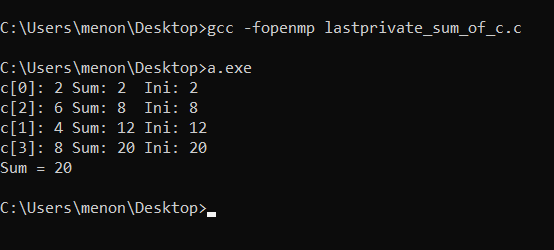 C:\Users\menon\Desktop>gcc -fopenmp lastprivate_sum_of_c.c
C:\Users\menon\Desktop>a.exe
c[0]: 2 Sum: 2  Ini: 2
c[2]: 6 Sum: 8  Ini: 8
c[1]: 4 Sum: 12 Ini: 12
c[3]: 8 Sum: 20 Ini: 20
Sum = 20
C:\Users\menon\Desktop>